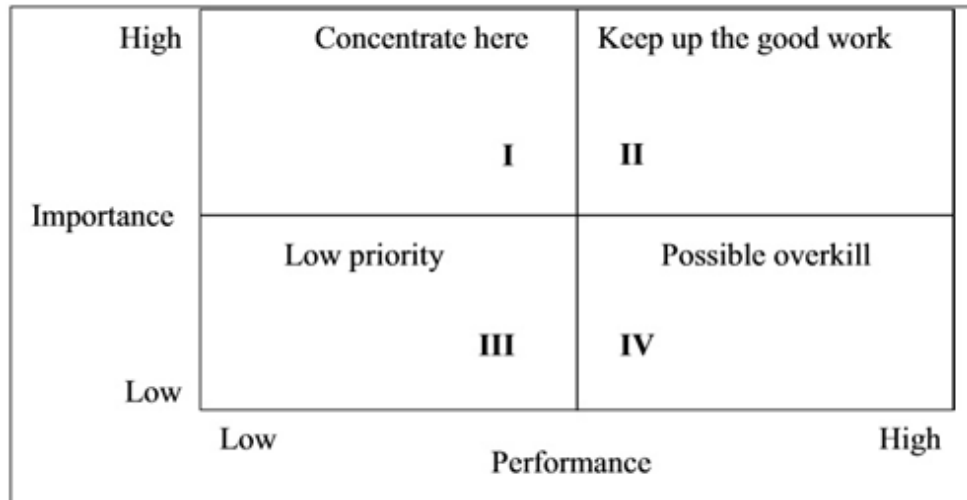 High
Concentrate here
Keep up the good work
I
II
Importance
Low priority
Possible overkill
III
IV
Low
Low
High
Performance